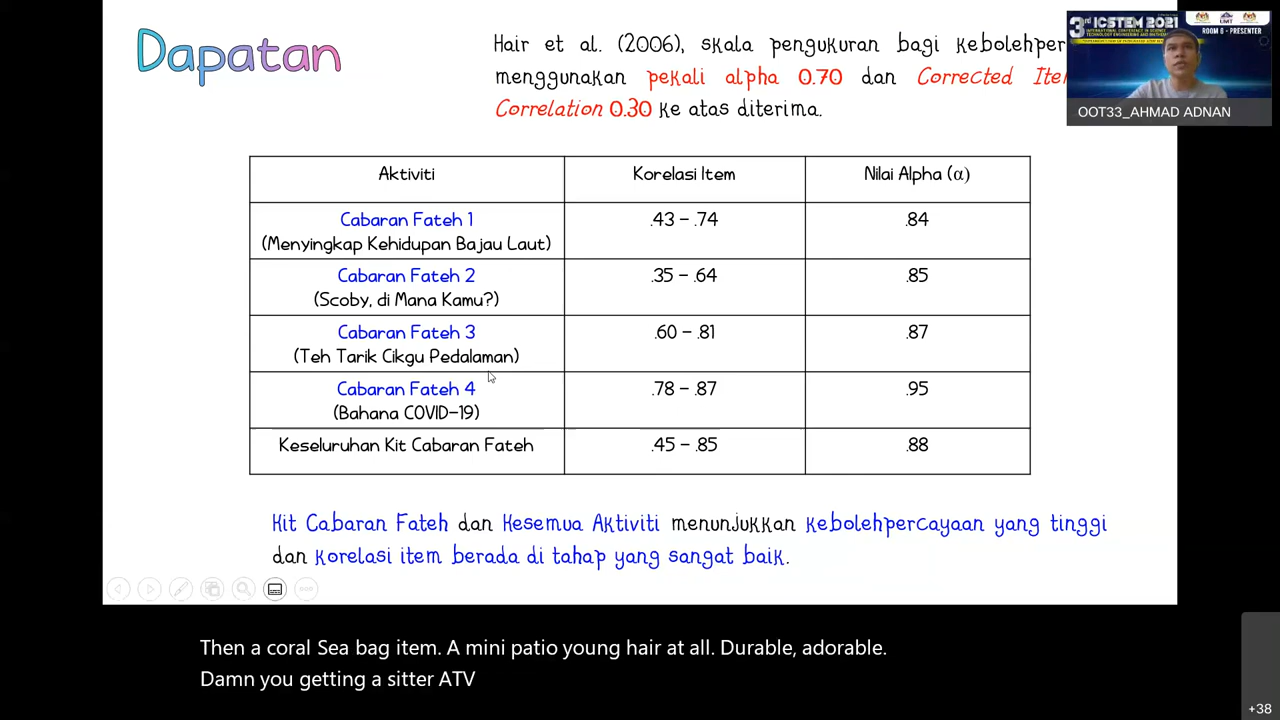 Dapatan
Hair et al. (2006), skala pengukuran bagi
menggunakan pekali alpha 0.70 dan Corrected
Correlation 0.30 ke atas diterima.
3rd ICSTEM 2021
UMT
ROOM 6 - PRESENTER
OOT33_AHMAD ADNAN
Aktiviti Korelasi Item Nilai Alpha (α)
Cabaran Fateh 1 .43 – .74 .84
(Menyingkap Kehidupan Bajau Laut)
Cabaran Fateh 2 .35 – .64 .85
(Scoby, di Mana Kamu?)
Cabaran Fateh 3 .60 – .81 .87
(Teh Tarik Cikgu Pedalaman)
Cabaran Fateh 4 .78 – .87 .95
(Bahana COVID-19)
Keseluruhan Kit Cabaran Fateh .45 – .85 .88
Kit Cabaran Fateh dan Kesemua Aktiviti menunjukkan kebolehpercayaan yang tinggi
dan korelasi item berada di tahap yang sangat baik.
Then a coral Sea bag item. A mini patio young hair at all. Durable, adorable.
Damn you getting a sitter ATV
+38